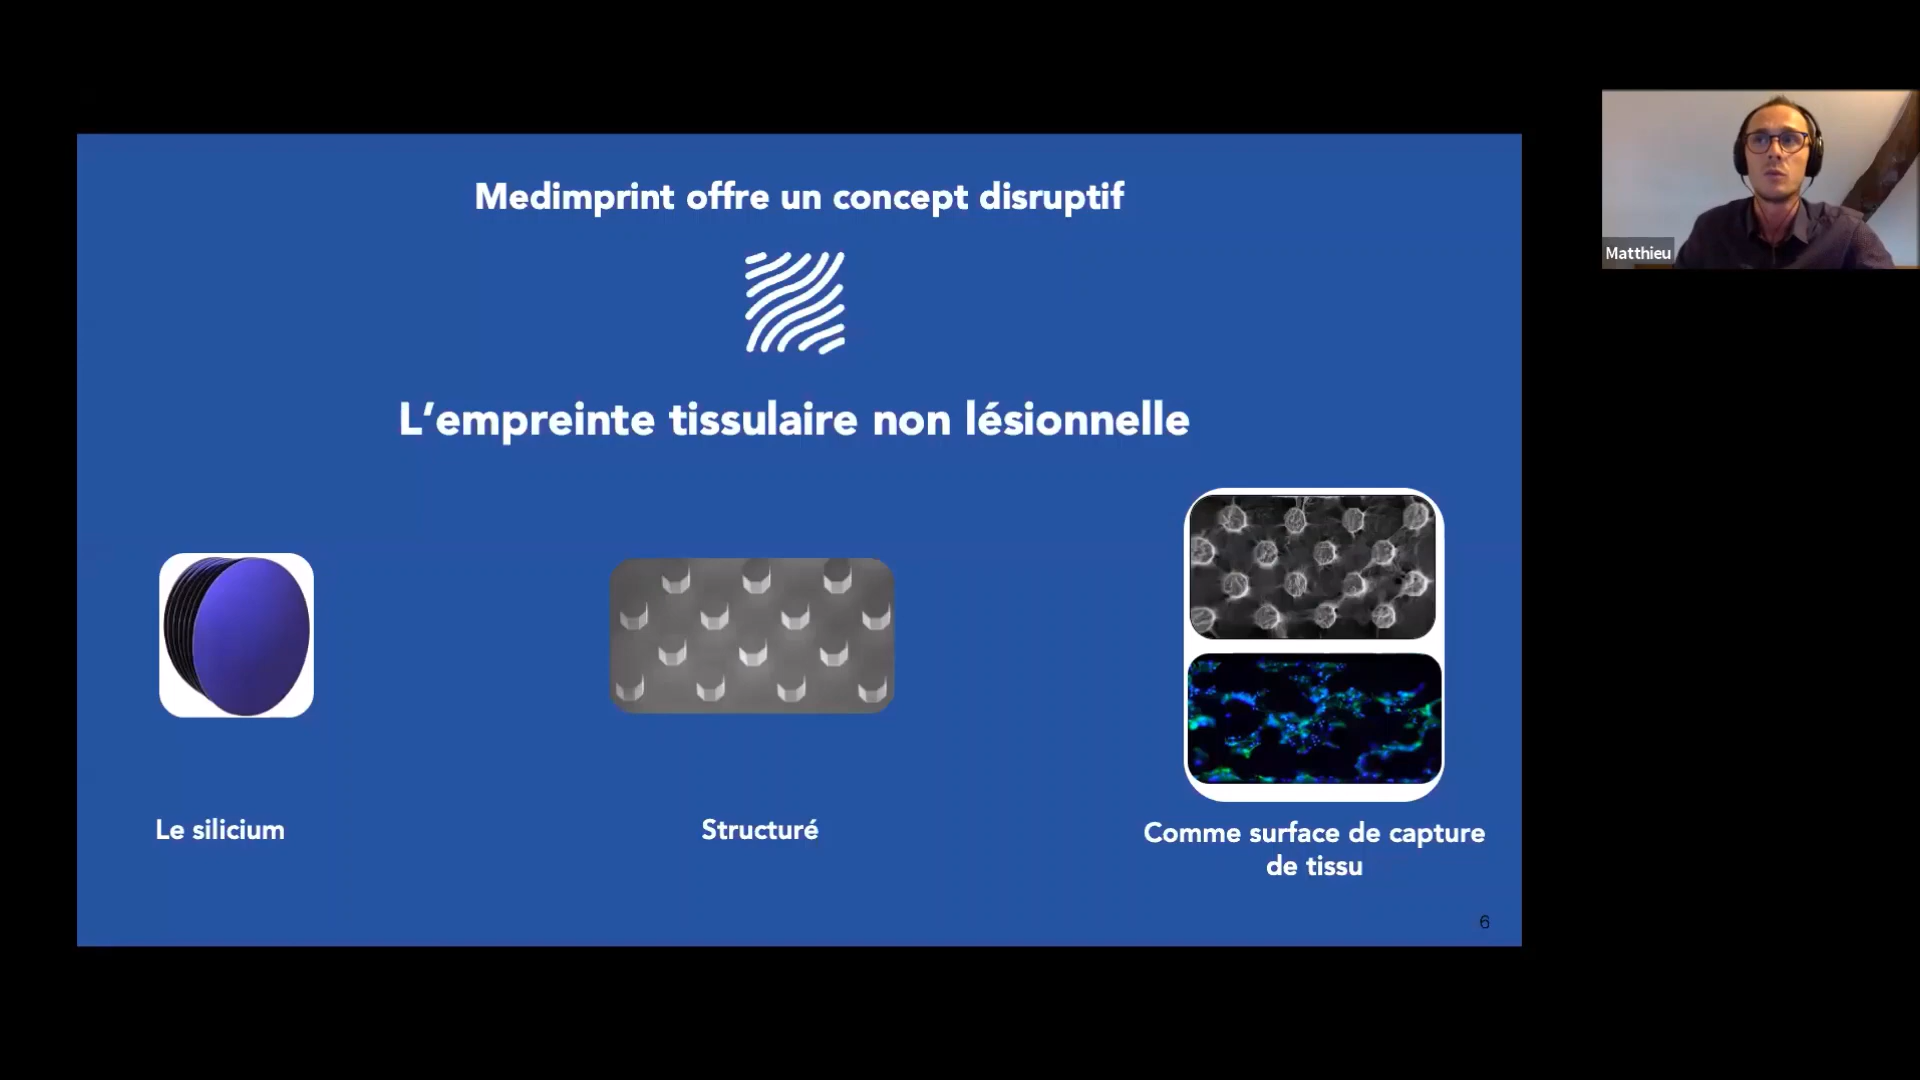 Medimprint offre un concept disruptif
Matthieu
L’empreinte tissulaire non lésionnelle
Le silicium
Structuré
Comme surface de capture
de tissu
6